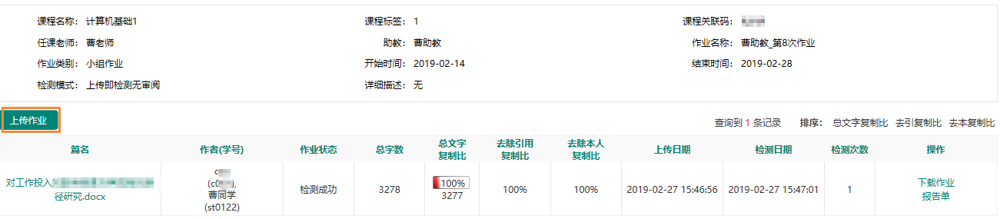 课程名称： 计算机基础1 课程标签： 1 课程关联码：
任课老师： 曹老师 助教： 曹助教 作业名称： 曹助教_第8次作业
作业类别： 小组作业 开始时间： 2019-02-14 结束时间： 2019-02-28
检测模式： 上传即检测无审阅 详细描述： 无
上传作业
查询到 1 条记录 排序： 总文字复制比 去引复制比 去本复制比
篇名 作者(学号) 作业状态 总字数 总文字 去除引用 去除本人 上传日期 检测日期 检测次数 操作
复制比 复制比 复制比
对工作投入
径研究.docx
c
(c0 ),
曹同学
(st0122)
检测成功
3278
100%
3277
100%
100%
2019-02-27 15:46:56
2019-02-27 15:47:01
1
下载作业
报告单